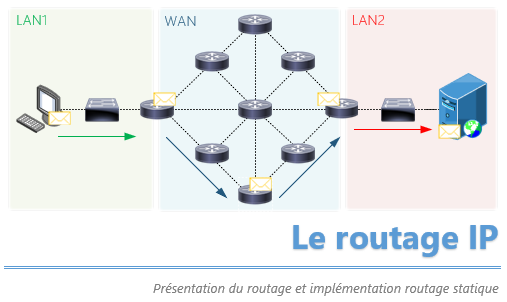 LAN1
WAN
LAN2
Le routage IP
Présentation du routage et implémentation routage statique